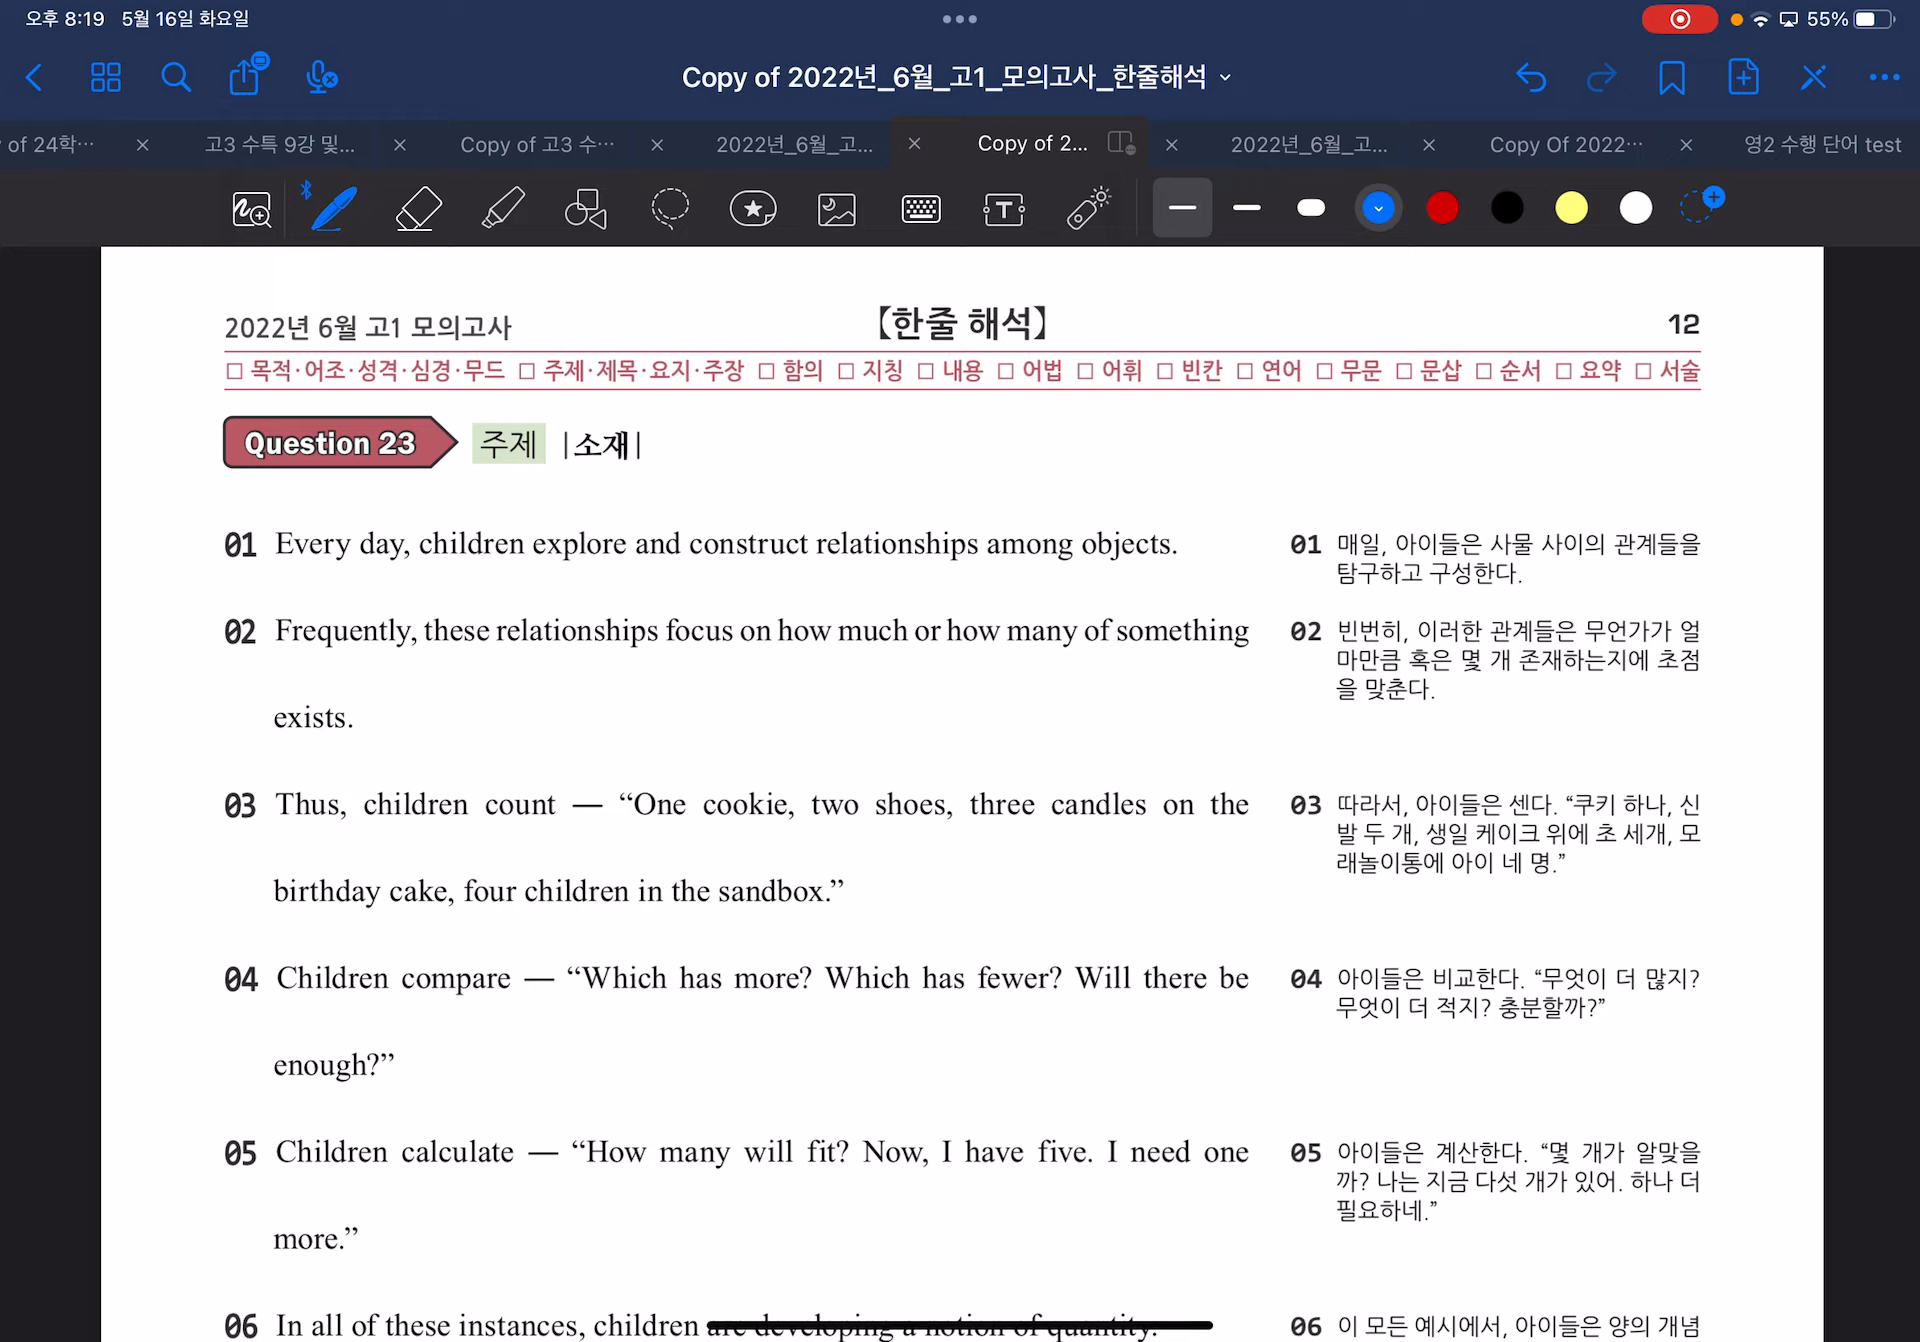 오후 8:19 5월 16일 화요일
55%
Copy of 2022년_6월_고1_모의고사_한줄해석
of 24학…
고3 수특 9강 및...
Copy of 고3 수…
2022년_6월_고...
Copy of 2...
2022년_6월_고...
Copy Of 2022…
영2 수행 단어 test
2022년 6월 고1 모의고사
【한줄 해석】
12
□ 목적·어조·성격·심경·무드 □ 주제·제목·요지·주장 □ 함의 □ 지칭 □ 내용 □ 어법 □ 어휘 □ 빈칸 □ 연어 □ 무문 □ 문삽 □ 순서 □ 요약 □ 서술
Question 23 주제 |소재|
01 Every day, children explore and construct relationships among objects.
01 매일, 아이들은 사물 사이의 관계들을
탐구하고 구성한다.
02 Frequently, these relationships focus on how much or how many of something
exists.
02 빈번히, 이러한 관계들은 무언가가 얼
마만큼 혹은 몇 개 존재하는지에 초점
을 맞춘다.
03 Thus, children count — “One cookie, two shoes, three candles on the
birthday cake, four children in the sandbox.”
03 따라서, 아이들은 센다. “쿠키 하나, 신
발 두 개, 생일 케이크 위에 초 세개, 모
래놀이통에 아이 네 명.”
04 Children compare — “Which has more? Which has fewer? Will there be
enough?”
04 아이들은 비교한다. “무엇이 더 많지?
무엇이 더 적지? 충분할까?”
05 Children calculate — “How many will fit? Now, I have five. I need one
more.”
05 아이들은 계산한다. “몇 개가 알맞을
까? 나는 지금 다섯 개가 있어. 하나 더
필요하네.”
06 In all of these instances, children are developing a notion of quantity.
06 이 모든 예시에서, 아이들은 양의 개념